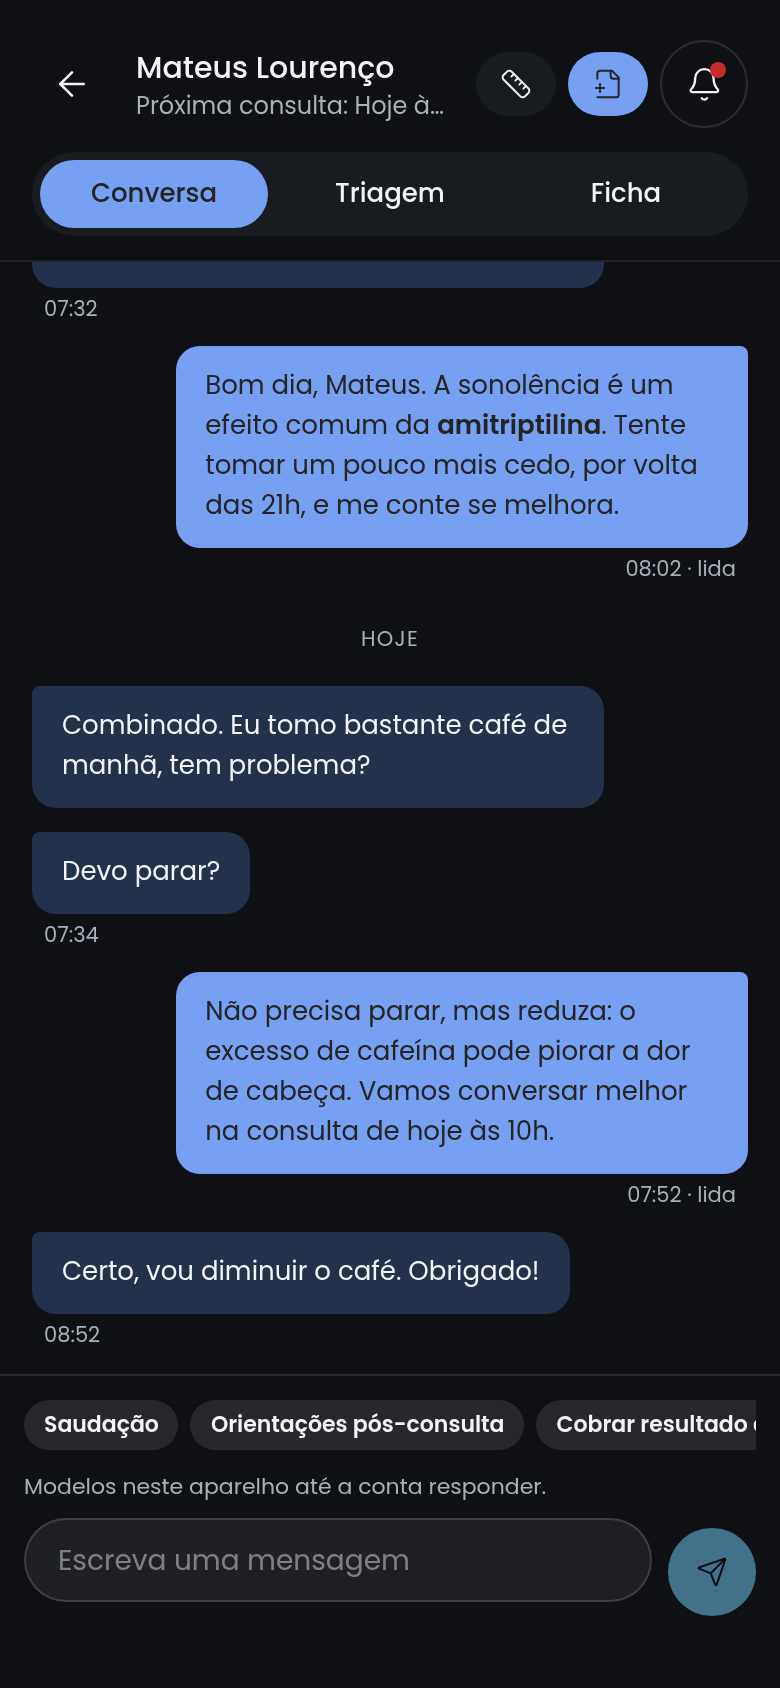 Mateus Lourenço
Próxima consulta: Hoje à...
Conversa
Triagem
Ficha
07:32
Bom dia, Mateus. A sonolência é um
efeito comum da amitriptilina. Tente
tomar um pouco mais cedo, por volta
das 21h, e me conte se melhora.
08:02 · lida
HOJE
Combinado. Eu tomo bastante café de
manhã, tem problema?
Devo parar?
07:34
Não precisa parar, mas reduza: o
excesso de cafeína pode piorar a dor
de cabeça. Vamos conversar melhor
na consulta de hoje às 10h.
07:52 · lida
Certo, vou diminuir o café. Obrigado!
08:52
Saudação
Orientações pós-consulta
Cobrar resultado
Modelos neste aparelho até a conta responder.
Escreva uma mensagem